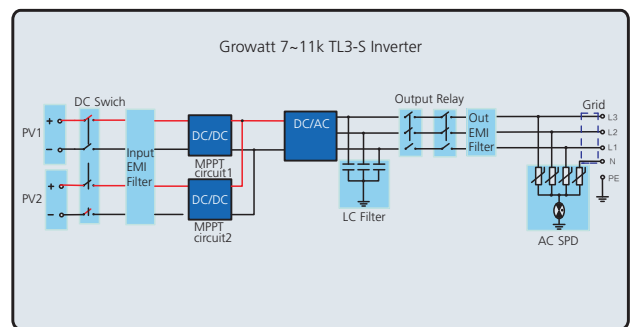 Growatt 7~11k TL3-S Inverter
DC Swich
Output Relay
Grid
PV1
+
−
PV2
+
−
Input
EMI
Filter
DC/DC
MPPT
circuit1
DC/DC
MPPT
circuit2
DC/AC
LC Filter
Out
EMI
Filter
L3
L2
L1
N
PE
AC SPD